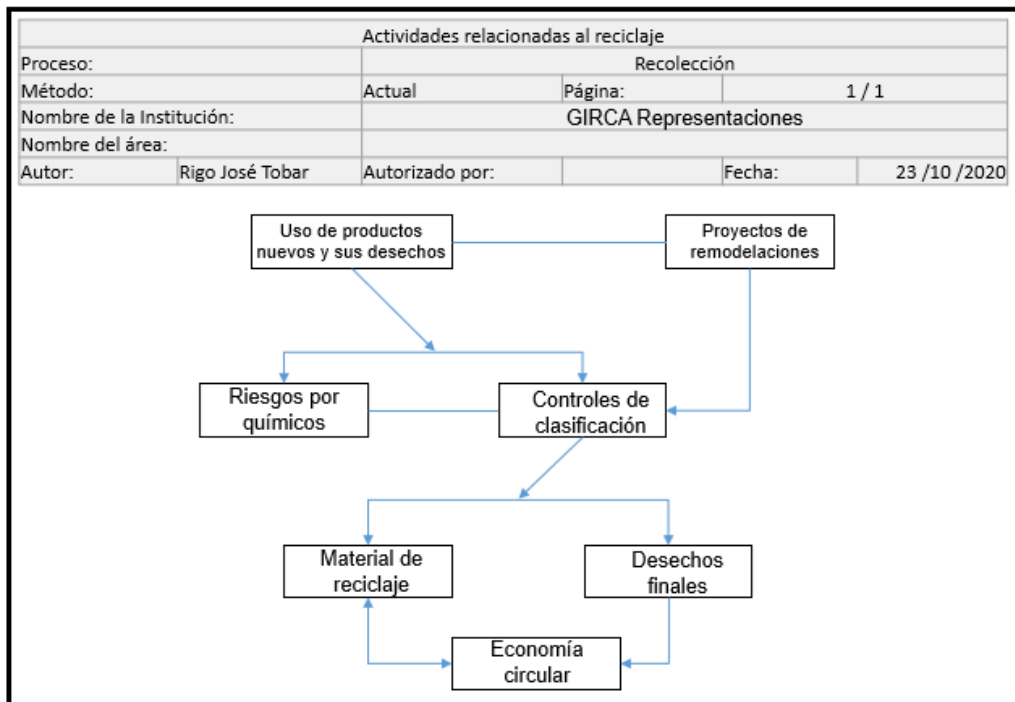 Actividades relacionadas al reciclaje
Proceso: Recolección
Método: Actual Página: 1 / 1
Nombre de la Institución: GIRCA Representaciones
Nombre del área:
Autor: Rigo José Tobar Autorizado por: Fecha: 23 /10 /2020
Uso de productos
nuevos y sus desechos
Proyectos de
remodelaciones
Riesgos por
químicos
Controles de
clasificación
Material de
reciclaje
Desechos
finales
Economía
circular